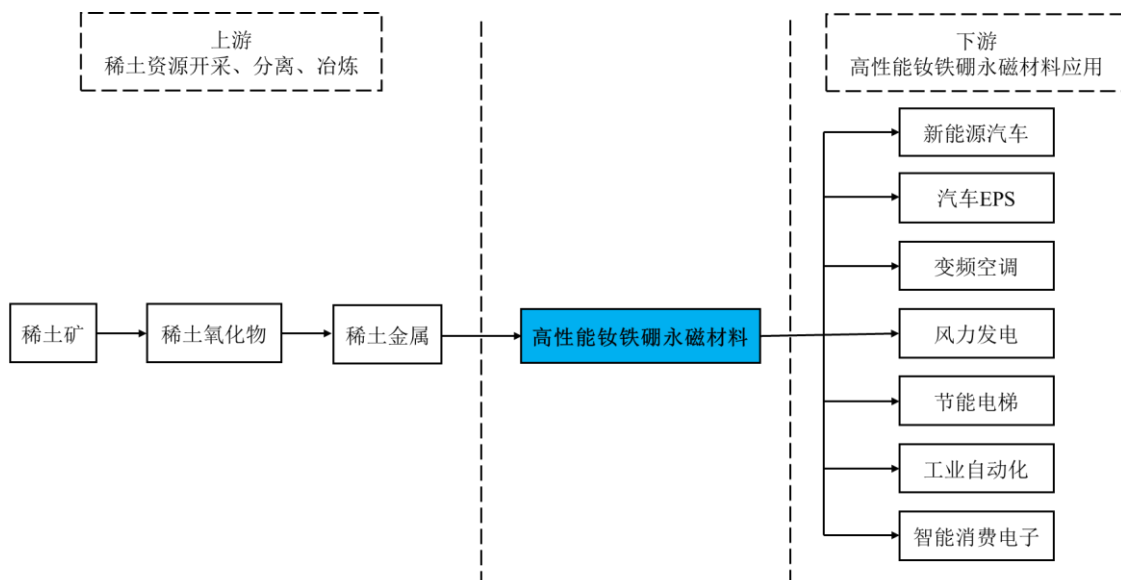 上游
稀土资源开采、分离、冶炼
下游
高性能钕铁硼永磁材料应用
稀土矿
稀土氧化物
稀土金属
高性能钕铁硼永磁材料
新能源汽车
汽车EPS
变频空调
风力发电
节能电梯
工业自动化
智能消费电子